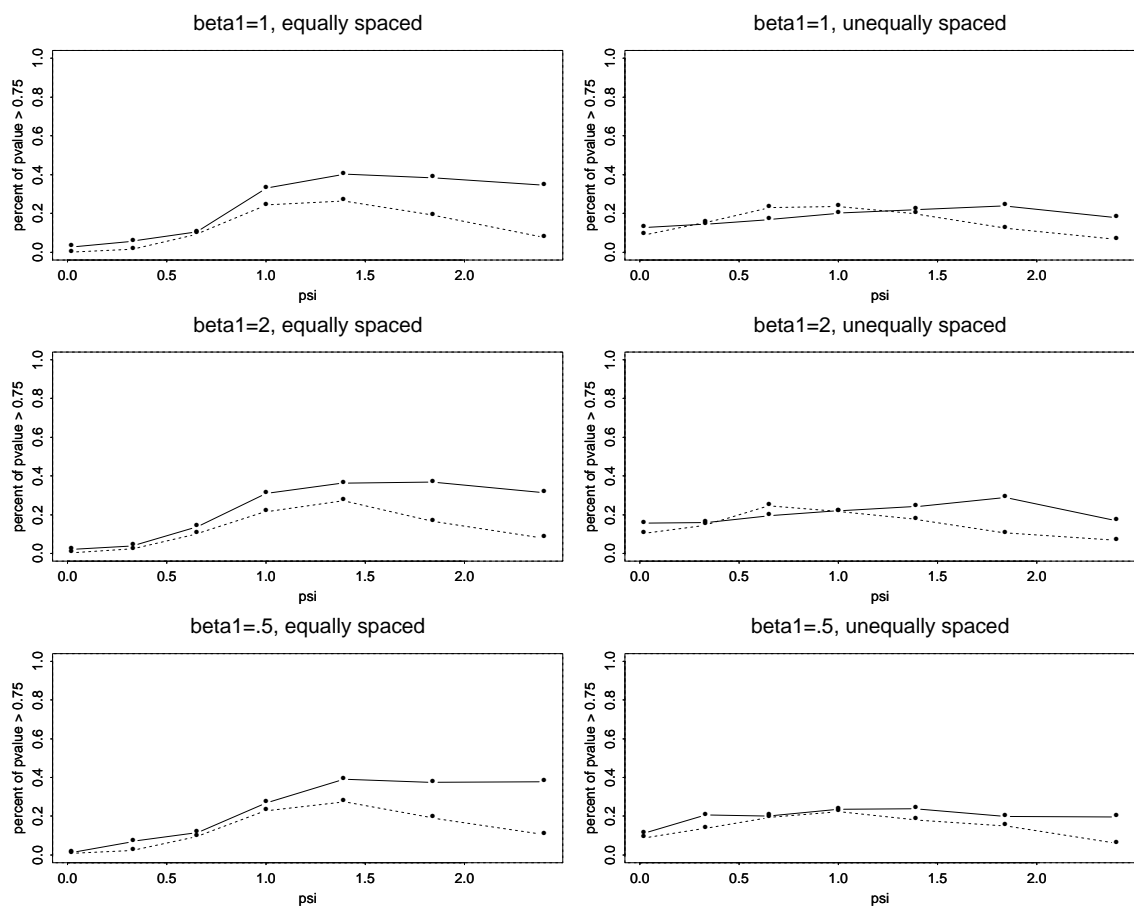 beta1=1, equally spaced
percent of pvalue > 0.75
0.0 0.2 0.4 0.6 0.8 1.0
0.0 0.5 1.0 1.5 2.0
psi
beta1=1, unequally spaced
percent of pvalue > 0.75
0.0 0.2 0.4 0.6 0.8 1.0
0.0 0.5 1.0 1.5 2.0
psi
beta1=2, equally spaced
percent of pvalue > 0.75
0.0 0.2 0.4 0.6 0.8 1.0
0.0 0.5 1.0 1.5 2.0
psi
beta1=2, unequally spaced
percent of pvalue > 0.75
0.0 0.2 0.4 0.6 0.8 1.0
0.0 0.5 1.0 1.5 2.0
psi
beta1=.5, equally spaced
percent of pvalue > 0.75
0.0 0.2 0.4 0.6 0.8 1.0
0.0 0.5 1.0 1.5 2.0
psi
beta1=.5, unequally spaced
percent of pvalue > 0.75
0.0 0.2 0.4 0.6 0.8 1.0
0.0 0.5 1.0 1.5 2.0
psi